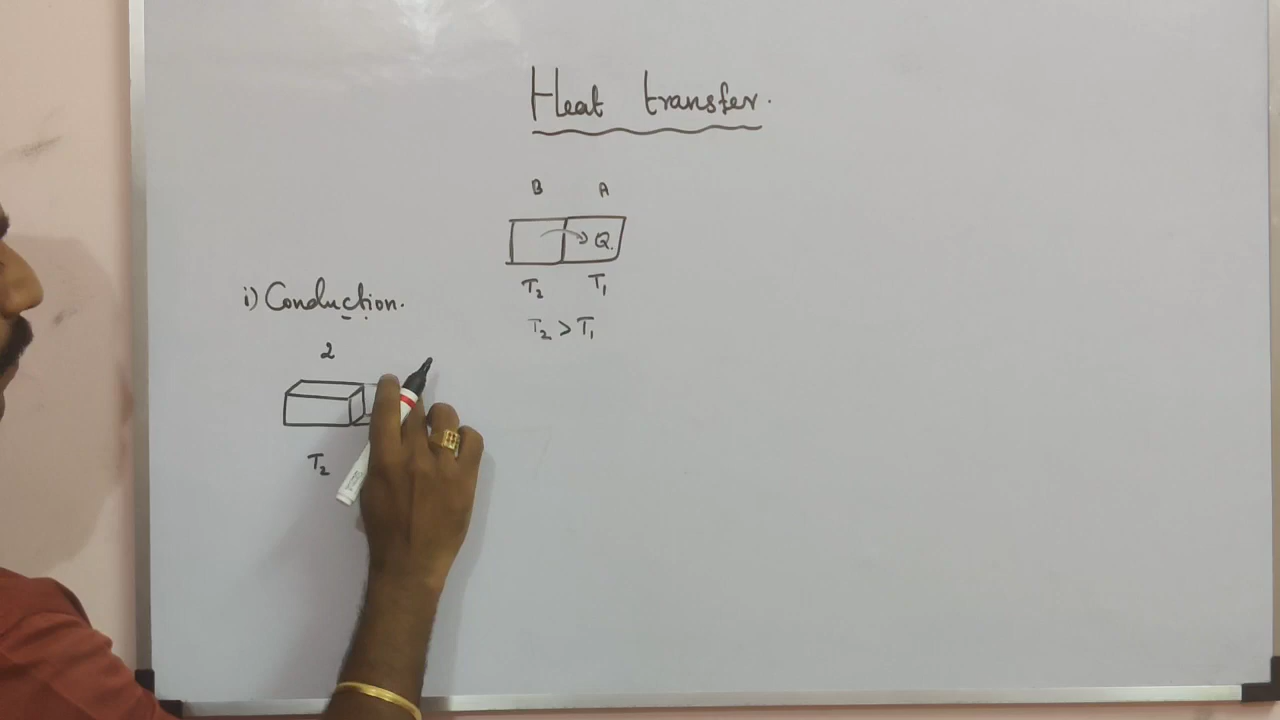 Heat transfer.
B A
Q.
T₂ T₁
T₂ > T₁
i) Conduction.
2
T₂